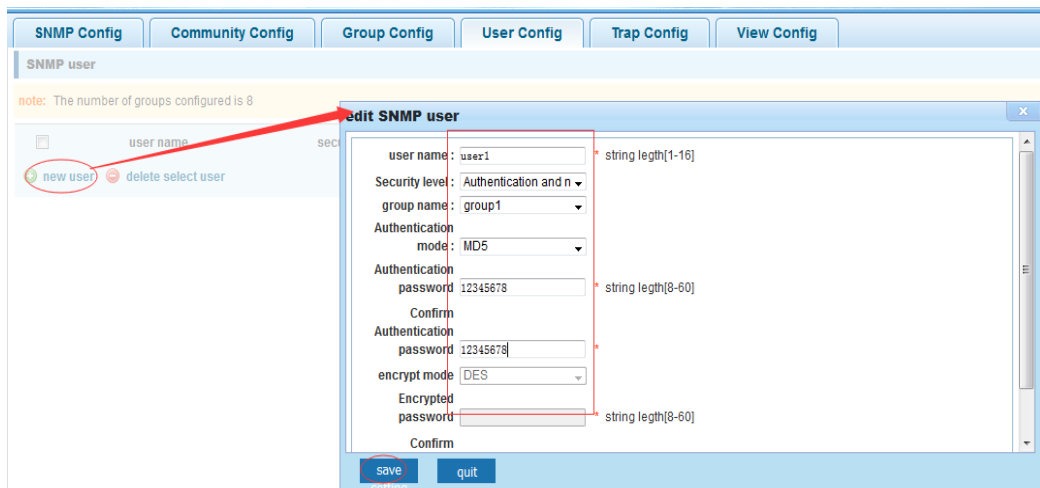 SNMP Config Community Config Group Config User Config Trap Config View Config
SNMP user
note: The number of groups configured is 8
edit SNMP user
user name
new user delete select user
user name : user1 * string legth[1-16]
Security level : Authentication and n
group name : group1
Authentication
mode : MD5
Authentication
password 12345678 * string legth[8-60]
Confirm
Authentication
password 12345678 *
encrypt mode DES
Encrypted
password * string legth[8-60]
Confirm
save quit